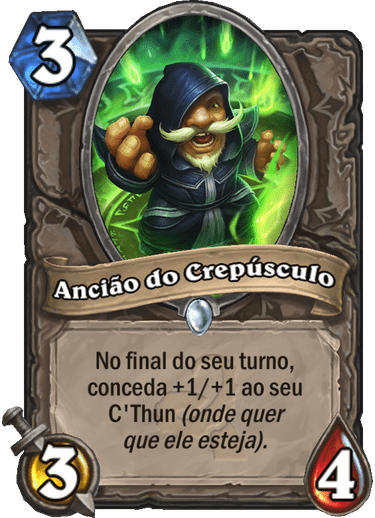 3
Ancião do Crepúsculo
No final do seu turno,
conceda +1/+1 ao seu
C'Thun (onde quer
que ele esteja).
3
4